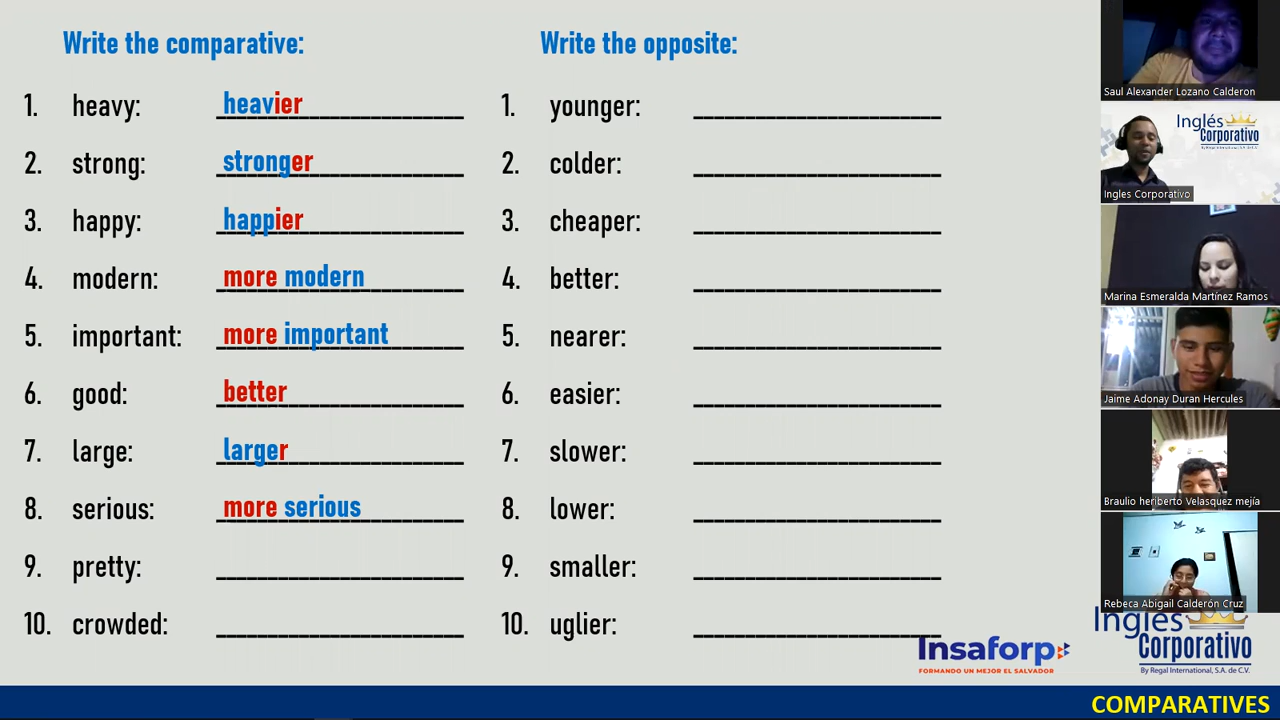 Write the comparative:
1. heavy: heavier
2. strong: stronger
3. happy: happier
4. modern: more modern
5. important: more important
6. good: better
7. large: larger
8. serious: more serious
9. pretty:
10. crowded:
Write the opposite:
1. younger:
2. colder:
3. cheaper:
4. better:
5. nearer:
6. easier:
7. slower:
8. lower:
9. smaller:
10. uglier:
Insaforp
FORMANDO UN MEJOR EL SALVADOR
Inglés
Corporativo
By Regal International, S.A. de C.V.
COMPARATIVES
Saul Alexander Lozano Calderon
Inglés
Corporativo
By Regal International, S.A. de C.V.
Ingles Corporativo
Marina Esmeralda Martínez Ramos
Jaime Adonay Duran Hercules
Braulio heriberto Velasquez mejía
Rebeca Abigail Calderón Cruz